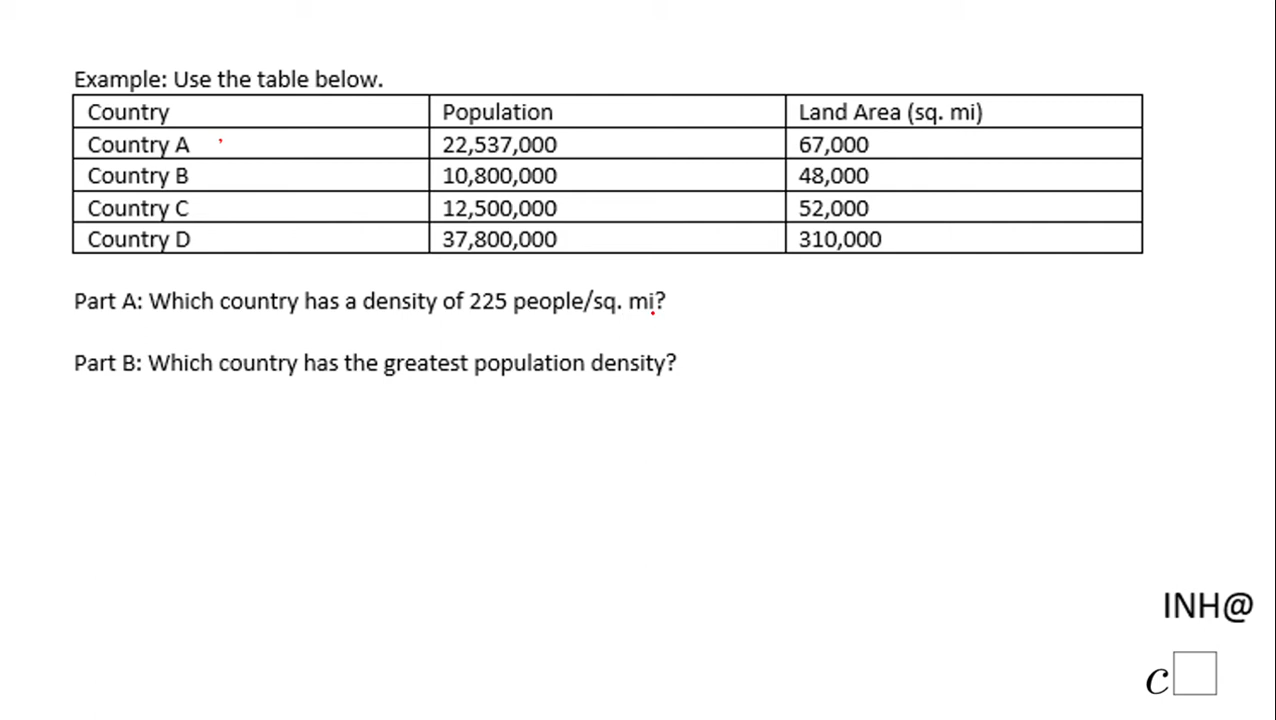 Example: Use the table below.
Country Population Land Area (sq. mi)
Country A 22,537,000 67,000
Country B 10,800,000 48,000
Country C 12,500,000 52,000
Country D 37,800,000 310,000
Part A: Which country has a density of 225 people/sq. mi?
Part B: Which country has the greatest population density?
INH@
c